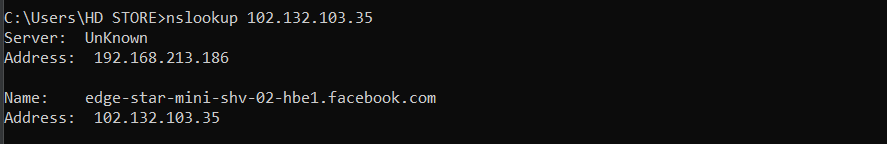 C:\Users\HD STORE>nslookup 102.132.103.35
Server:  UnKnown
Address:  192.168.213.186

Name:    edge-star-mini-shv-02-hbe1.facebook.com
Address:  102.132.103.35